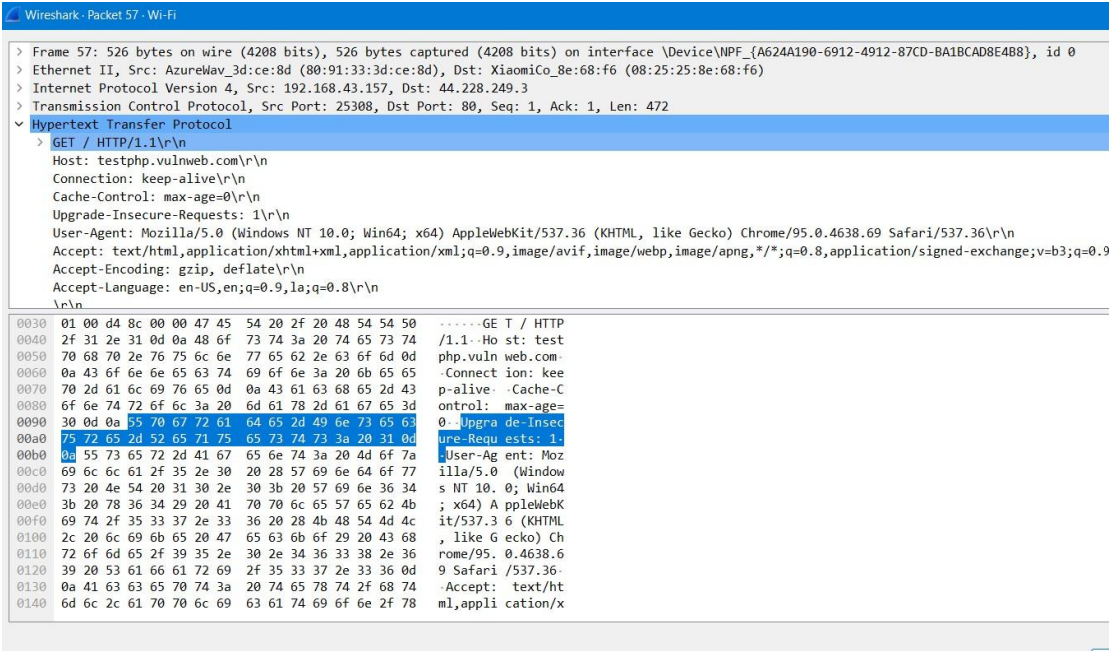 Wireshark · Packet 57 · Wi-Fi
> Frame 57: 526 bytes on wire (4208 bits), 526 bytes captured (4208 bits) on interface \Device\NPF_{A624A190-6912-4912-87CD-BA1BCAD8E4B8}, id 0
> Ethernet II, Src: AzureWav_3d:ce:8d (80:91:33:3d:ce:8d), Dst: XiaomiCo_8e:68:f6 (08:25:25:8e:68:f6)
> Internet Protocol Version 4, Src: 192.168.43.157, Dst: 44.228.249.3
> Transmission Control Protocol, Src Port: 25308, Dst Port: 80, Seq: 1, Ack: 1, Len: 472
Hypertext Transfer Protocol
> GET / HTTP/1.1\r\n
Host: testphp.vulnweb.com\r\n
Connection: keep-alive\r\n
Cache-Control: max-age=0\r\n
Upgrade-Insecure-Requests: 1\r\n
User-Agent: Mozilla/5.0 (Windows NT 10.0; Win64; x64) AppleWebKit/537.36 (KHTML, like Gecko) Chrome/95.0.4638.69 Safari/537.36\r\n
Accept: text/html,application/xhtml+xml,application/xml;q=0.9,image/avif,image/webp,image/apng,*/*;q=0.8,application/signed-exchange;v=b3;q=0.9
Accept-Encoding: gzip, deflate\r\n
Accept-Language: en-US,en;q=0.9,la;q=0.8\r\n
\r\n
0030 01 00 d4 8c 00 00 47 45 54 20 2f 20 48 54 54 50 ······GE T / HTTP
0040 2f 31 2e 31 0d 0a 48 6f 73 74 3a 20 74 65 73 74 /1.1··Ho st: test
0050 70 68 70 2e 76 75 6c 6e 77 65 62 2e 63 6f 6d 0d php.vuln web.com·
0060 0a 43 6f 6e 6e 65 63 74 69 6f 6e 3a 20 6b 65 65 ·Connect ion: kee
0070 70 2d 61 6c 69 76 65 0d 0a 43 61 63 68 65 2d 43 p-alive· ·Cache-C
0080 6f 6e 74 72 6f 6c 3a 20 6d 61 78 2d 61 67 65 3d ontrol: max-age=
0090 30 0d 0a 55 70 67 72 61 64 65 2d 49 6e 73 65 63 0··Upgra de-Insec
00a0 75 72 65 2d 52 65 71 75 65 73 74 73 3a 20 31 0d ure-Requ ests: 1·
00b0 0a 55 73 65 72 2d 41 67 65 6e 74 3a 20 4d 6f 7a ·User-Ag ent: Moz
00c0 69 6c 6c 61 2f 35 2e 30 20 28 57 69 6e 64 6f 77 illa/5.0 (Window
00d0 73 20 4e 54 20 31 30 2e 30 3b 20 57 69 6e 36 34 s NT 10. 0; Win64
00e0 3b 20 78 36 34 29 20 41 70 70 6c 65 57 65 62 4b ; x64) A ppleWebK
00f0 69 74 2f 35 33 37 2e 33 36 20 28 4b 48 54 4d 4c it/537.3 6 (KHTML
0100 2c 20 6c 69 6b 65 20 47 65 63 6b 6f 29 20 43 68 , like G ecko) Ch
0110 72 6f 6d 65 2f 39 35 2e 30 2e 34 36 33 38 2e 36 rome/95. 0.4638.6
0120 39 20 53 61 66 61 72 69 2f 35 33 37 2e 33 36 0d 9 Safari /537.36·
0130 0a 41 63 63 65 70 74 3a 20 74 65 78 74 2f 68 74 ·Accept: text/ht
0140 6d 6c 2c 61 70 70 6c 69 63 61 74 69 6f 6e 2f 78 ml,appli cation/x